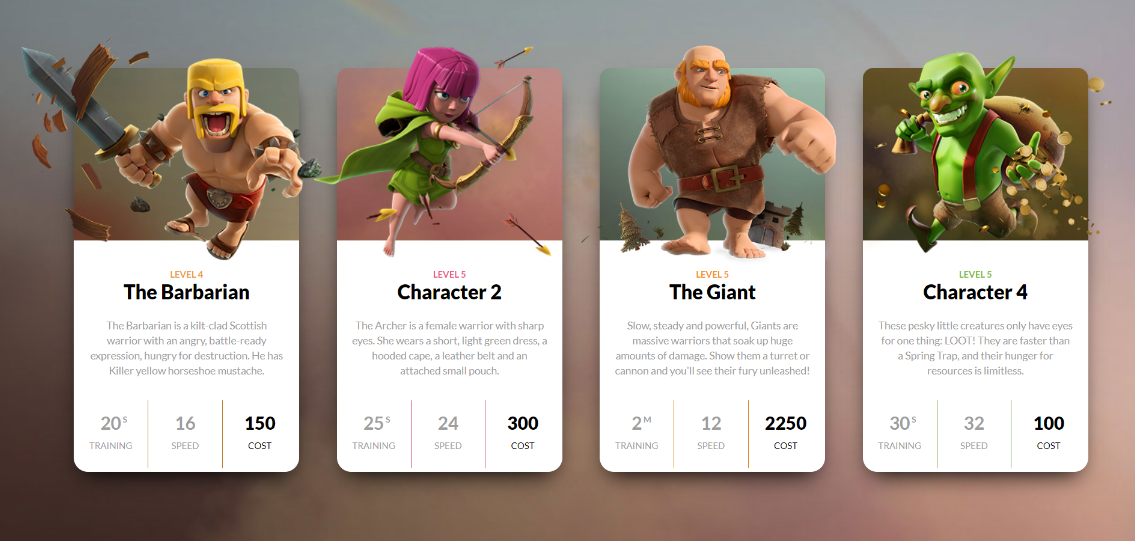 LEVEL 4
The Barbarian
The Barbarian is a kilt-clad Scottish
warrior with an angry, battle-ready
expression, hungry for destruction. He has
Killer yellow horseshoe mustache.
20S 16 150
TRAINING SPEED COST
LEVEL 5
Character 2
The Archer is a female warrior with sharp
eyes. She wears a short, light green dress, a
hooded cape, a leather belt and an
attached small pouch.
25S 24 300
TRAINING SPEED COST
LEVEL 5
The Giant
Slow, steady and powerful, Giants are
massive warriors that soak up huge
amounts of damage. Show them a turret or
cannon and you'll see their fury unleashed!
2M 12 2250
TRAINING SPEED COST
LEVEL 5
Character 4
These pesky little creatures only have eyes
for one thing: LOOT! They are faster than
a Spring Trap, and their hunger for
resources is limitless.
30S 32 100
TRAINING SPEED COST